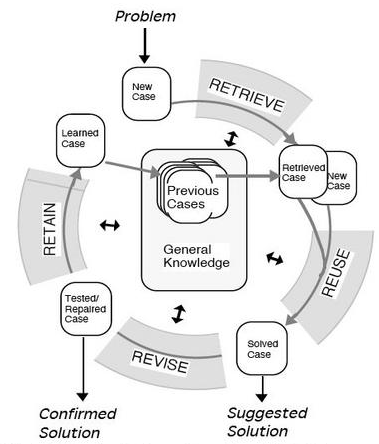 Problem
New
Case
RETRIEVE
Learned
Case
Previous
Cases
Retrieved
Case
New
Case
General
Knowledge
RETAIN
REUSE
Tested/
Repaired
Case
REVISE
Solved
Case
Confirmed
Solution
Suggested
Solution